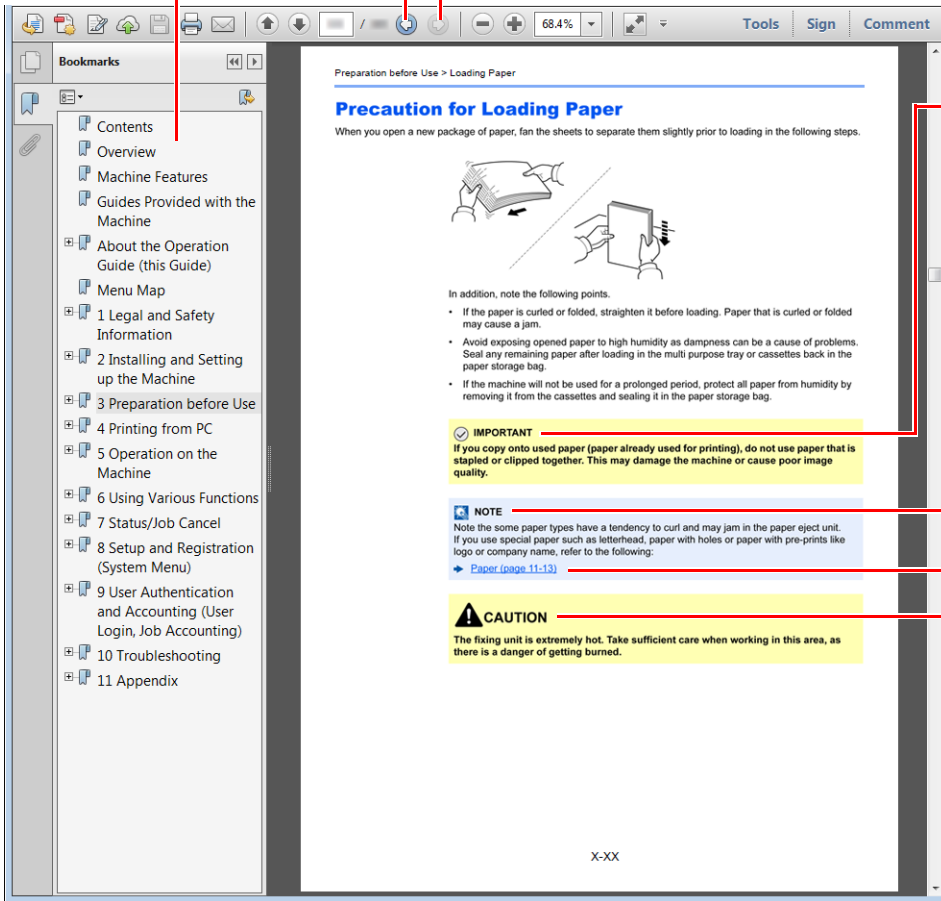 /
68.4%
Tools
Sign
Comment
Bookmarks
Contents
Overview
Machine Features
Guides Provided with the
Machine
About the Operation
Guide (this Guide)
Menu Map
1 Legal and Safety
Information
2 Installing and Setting
up the Machine
3 Preparation before Use
4 Printing from PC
5 Operation on the
Machine
6 Using Various Functions
7 Status/Job Cancel
8 Setup and Registration
(System Menu)
9 User Authentication
and Accounting (User
Login, Job Accounting)
10 Troubleshooting
11 Appendix
Preparation before Use > Loading Paper
Precaution for Loading Paper
When you open a new package of paper, fan the sheets to separate them slightly prior to loading in the following steps.
In addition, note the following points.
• If the paper is curled or folded, straighten it before loading. Paper that is curled or folded
may cause a jam.
• Avoid exposing opened paper to high humidity as dampness can be a cause of problems.
Seal any remaining paper after loading in the multi purpose tray or cassettes back in the
paper storage bag.
• If the machine will not be used for a prolonged period, protect all paper from humidity by
removing it from the cassettes and sealing it in the paper storage bag.
IMPORTANT
If you copy onto used paper (paper already used for printing), do not use paper that is
stapled or clipped together. This may damage the machine or cause poor image
quality.
NOTE
Note the some paper types have a tendency to curl and may jam in the paper eject unit.
If you use special paper such as letterhead, paper with holes or paper with pre-prints like
logo or company name, refer to the following:
Paper (page 11-13)
CAUTION
The fixing unit is extremely hot. Take sufficient care when working in this area, as
there is a danger of getting burned.
X-XX